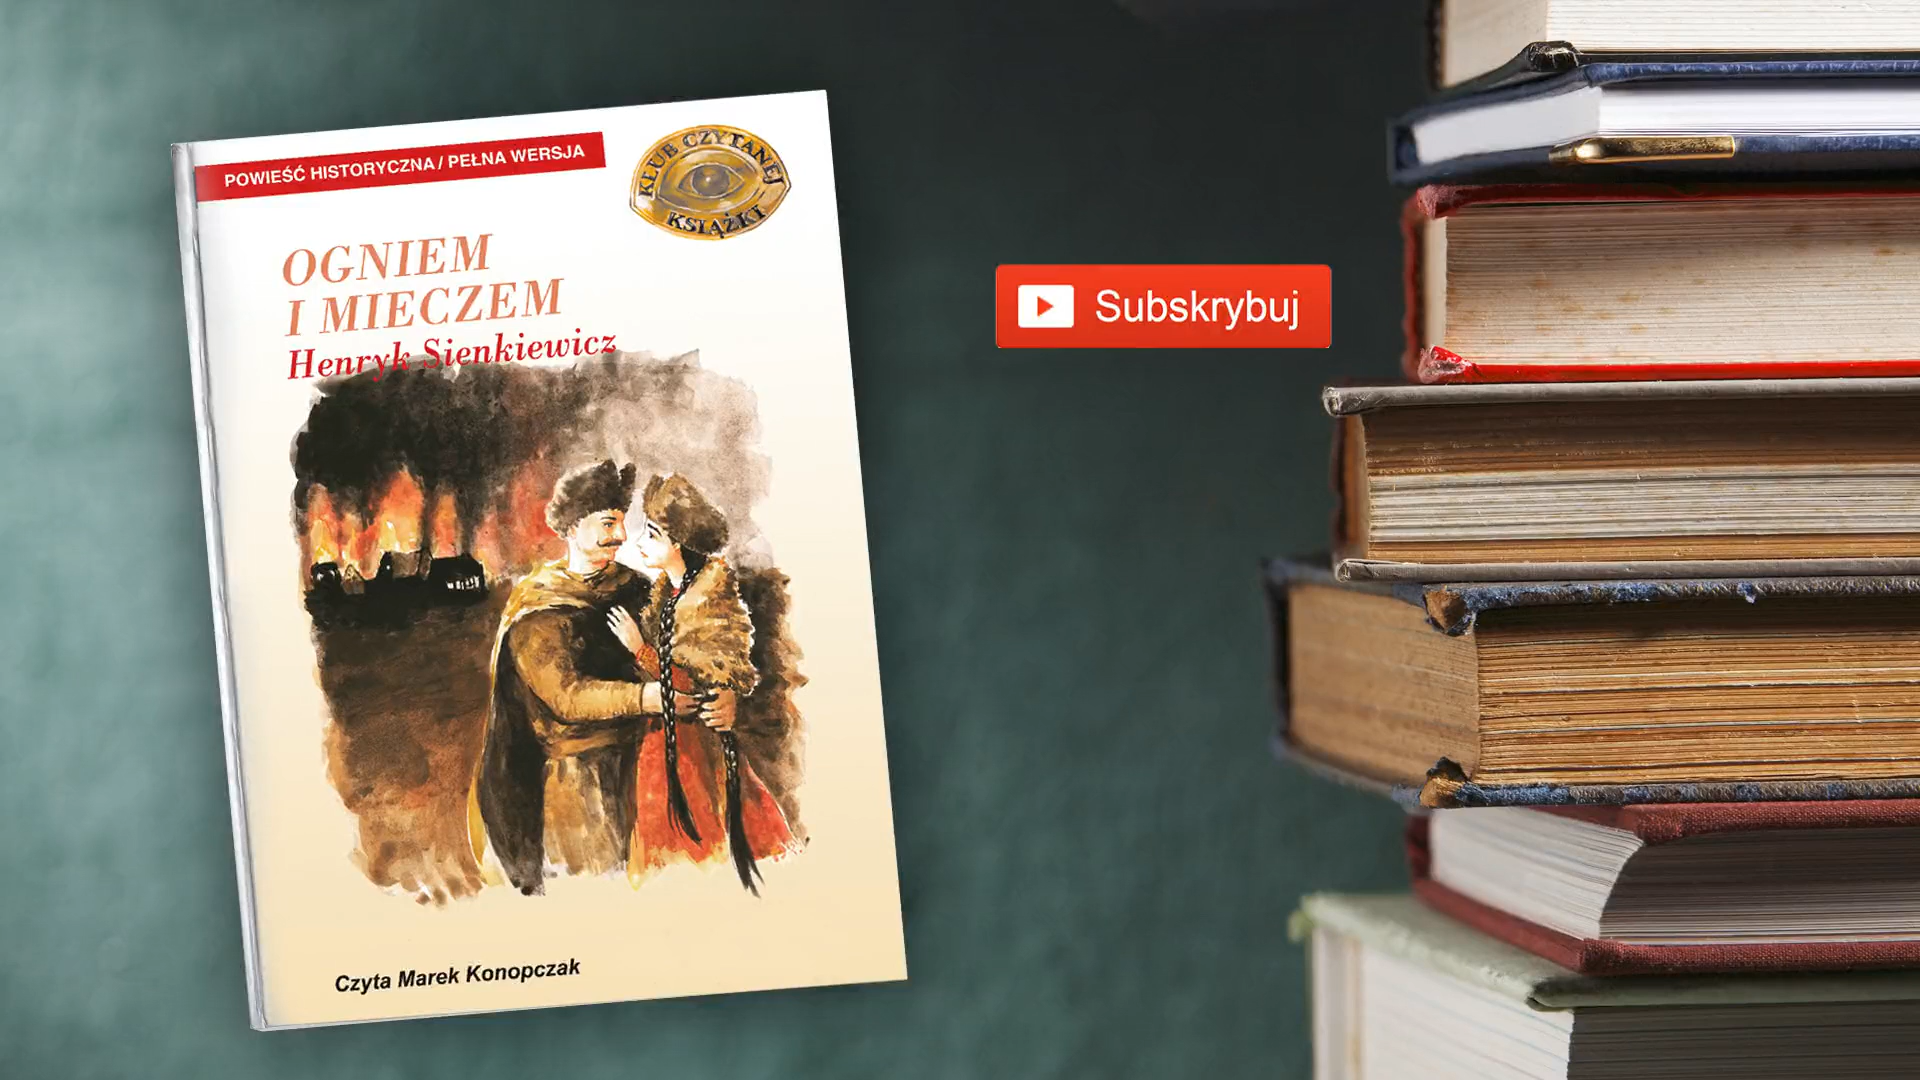 POWIEŚĆ HISTORYCZNA / PEŁNA WERSJA
KLUB CZYTANEJ
KSIĄŻKI
OGNIEM
I MIECZEM
Henryk Sienkiewicz
Subskrybuj
Czyta Marek Konopczak